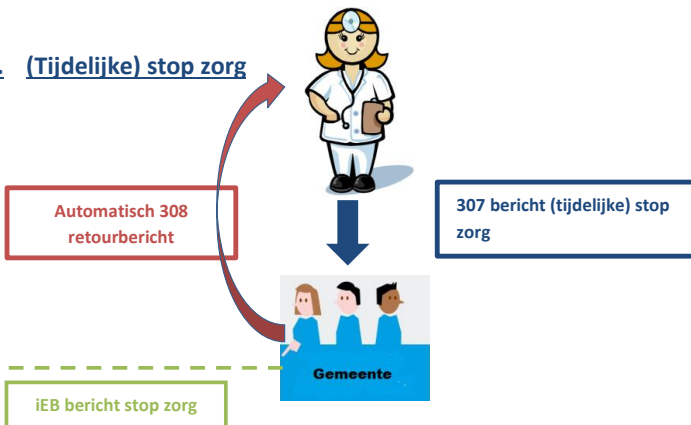 . (Tijdelijke) stop zorg
Automatisch 308
retourbericht
307 bericht (tijdelijke) stop
zorg
Gemeente
iEB bericht stop zorg